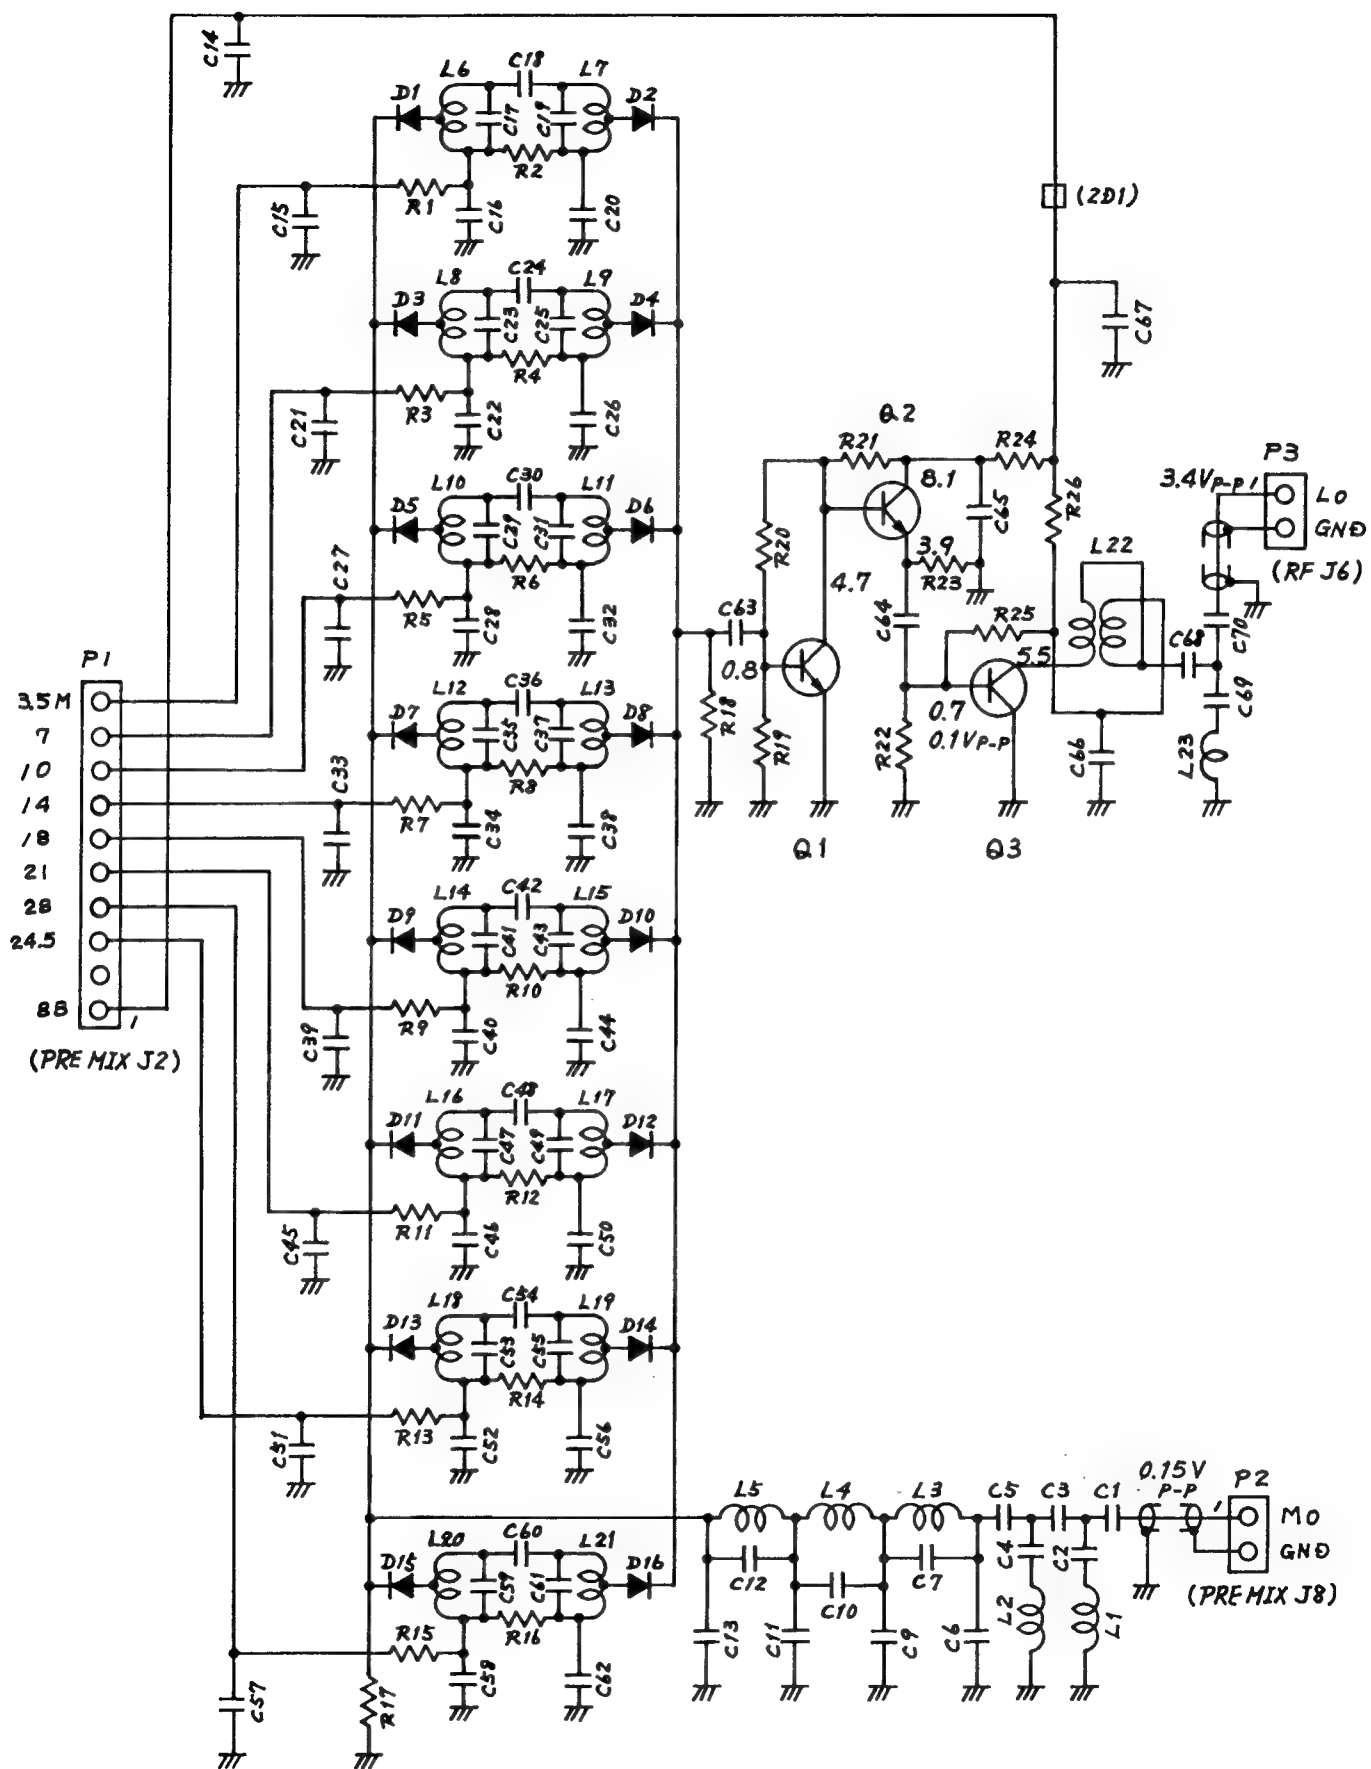 C14
L6 C18 L7
D1 C17 C19 D2
R2
R1
C15 C16 C20
(2D1)
L8 C24 L9
D3 C23 C25 D4
R4
R3
C21 C22 C26
C67
Q2
R21 R24
8.1
P3
3.4Vp-p 1
LO
GND
(RF J6)
L10 C30 L11
D5 C29 C31 D6
R6
R5
C27 C28 C32
R20
C65
R26
3.9
R23
4.7
L22
C63
C64
R25
C70
C68
5.5
0.8
C69
P1
3.5M
7
10
14
18
21
28
24.5
8B
1
(PRE MIX J2)
L12 C36 L13
D7 C35 C37 D8
R8
R7
C33 C34 C38
R18
R19
R22
0.7
0.1Vp-p
C66
L23
Q1
Q3
L14 C42 L15
D9 C41 C43 D10
R10
R9
C39 C40 C44
L16 C48 L17
D11 C47 C49 D12
R12
R11
C45 C46 C50
L18 C54 L19
D13 C53 C55 D14
R14
R13
C51 C52 C56
L5 L4 L3 C5 C3 C1
0.15V
P-P
1
P2
MO
GND
(PRE MIX J8)
C4 C2
C12 C10 C7
L2 L1
C13 C11 C9 C6
L20 C60 L21
D15 C59 C61 D16
R16
R15
C58 C62
C57
R17